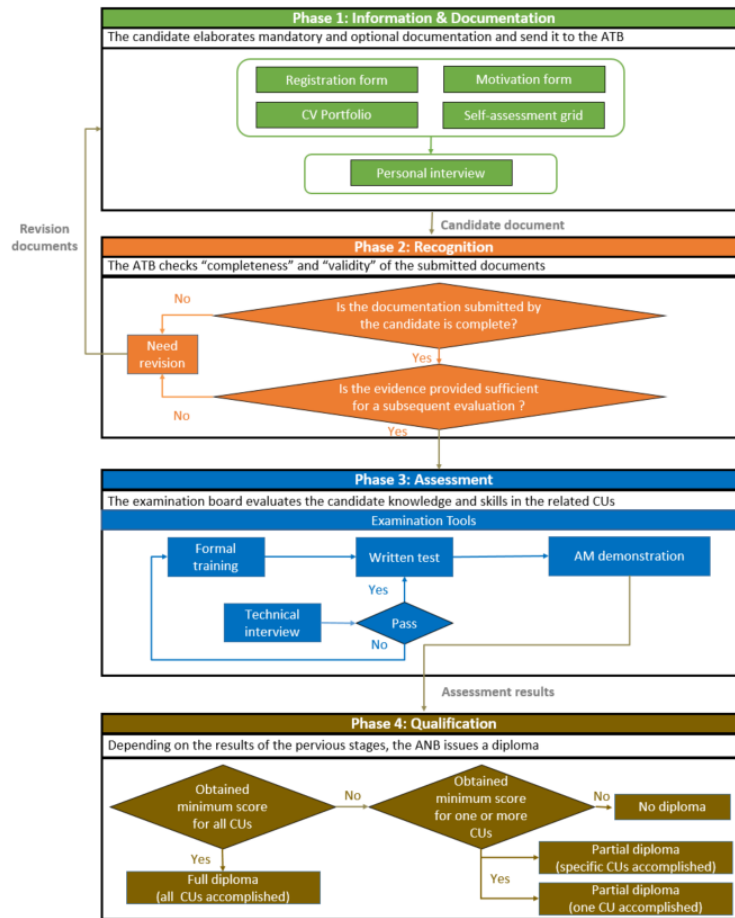 Phase 1: Information & Documentation
The candidate elaborates mandatory and optional documentation and send it to the ATB
Registration form
Motivation form
CV Portfolio
Self-assessment grid
Personal interview
Revision
documents
Candidate document
Phase 2: Recognition
The ATB checks “completeness” and “validity” of the submitted documents
No
Is the documentation submitted by
the candidate is complete?
Need
revision
Yes
Is the evidence provided sufficient
for a subsequent evaluation ?
No
Yes
Phase 3: Assessment
The examination board evaluates the candidate knowledge and skills in the related CUs
Examination Tools
Formal
training
Written test
AM demonstration
Yes
Technical
interview
Pass
No
Assessment results
Phase 4: Qualification
Depending on the results of the pervious stages, the ANB issues a diploma
Obtained
minimum score
for all CUs
No
Obtained
minimum score
for one or more
CUs
No
No diploma
Yes
Full diploma
(all CUs accomplished)
Yes
Partial diploma
(specific CUs accomplished)
Partial diploma
(one CU accomplished)